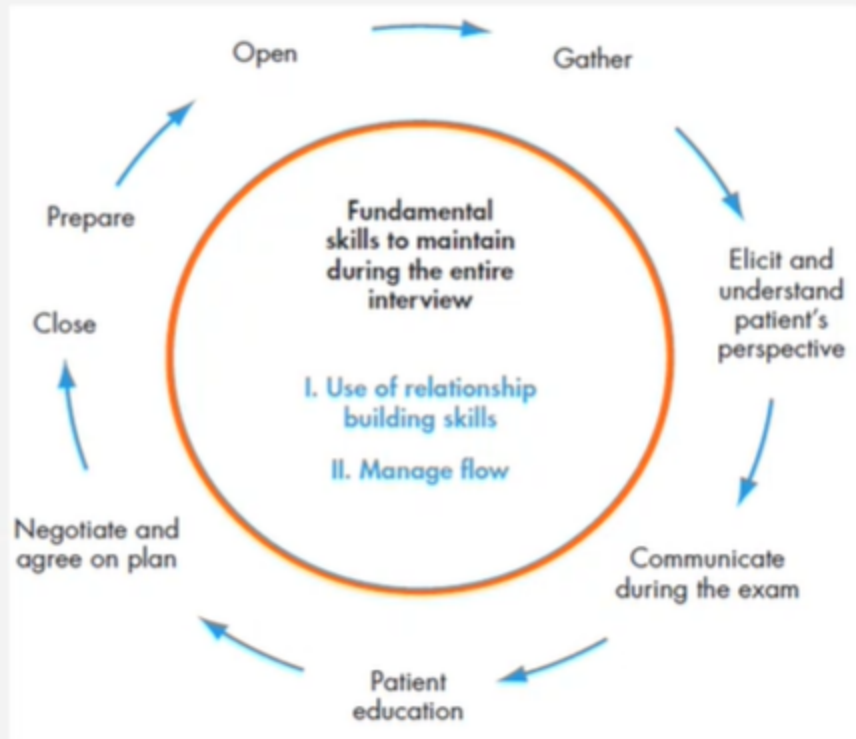 Open
Gather
Prepare
Fundamental
skills to maintain
during the entire
interview
Elicit and
understand
patient's
perspective
Close
I. Use of relationship
building skills
II. Manage flow
Negotiate and
agree on plan
Communicate
during the exam
Patient
education